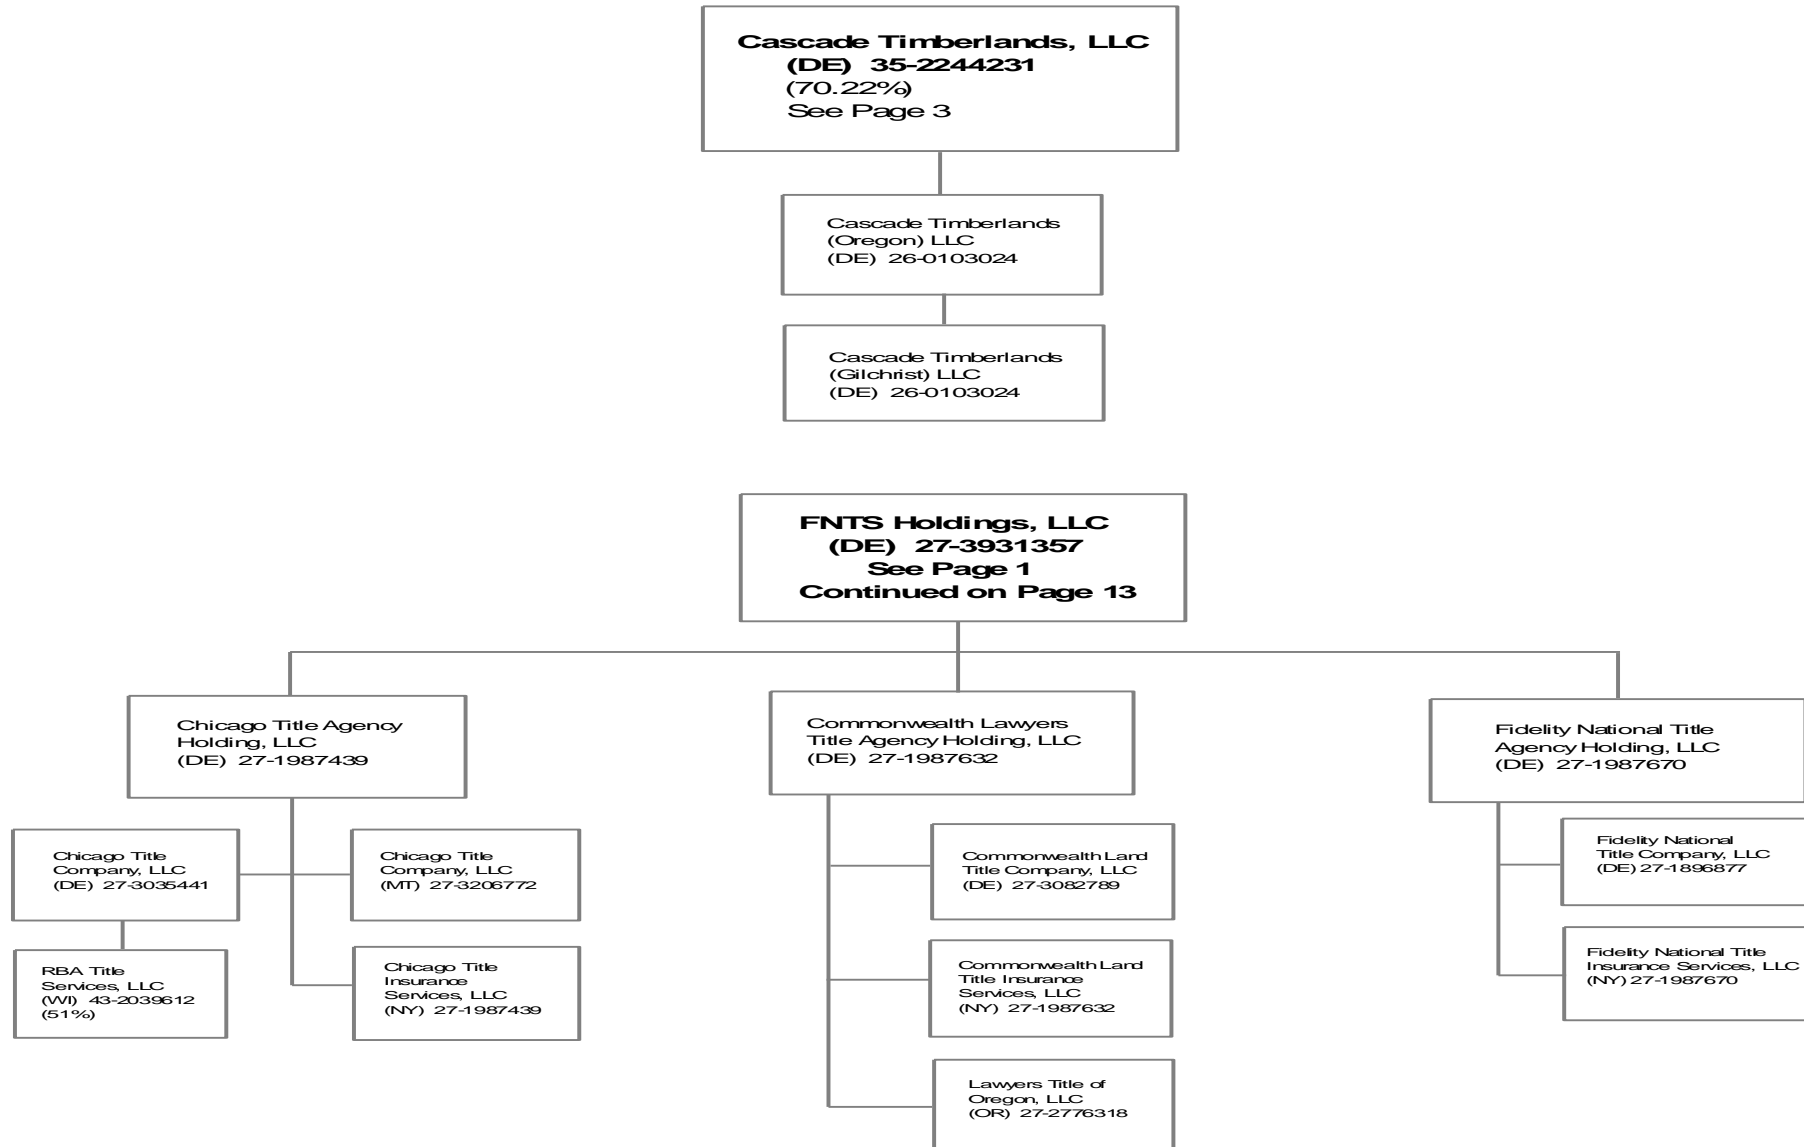 Cascade Timberlands, LLC
(DE) 35-2244231
(70.22%)
See Page 3
Cascade Timberlands
(Oregon) LLC
(DE) 26-0103024
Cascade Timberlands
(Gilchrist) LLC
(DE) 26-0103024
FNTS Holdings, LLC
(DE) 27-3931357
See Page 1
Continued on Page 13
Chicago Title Agency
Holding, LLC
(DE) 27-1987439
Commonwealth Lawyers
Title Agency Holding, LLC
(DE) 27-1987632
Fidelity National Title
Agency Holding, LLC
(DE) 27-1987670
Chicago Title
Company, LLC
(DE) 27-3035441
Chicago Title
Company, LLC
(MT) 27-3206772
RBA Title
Services, LLC
(WI) 43-2039612
(51%)
Chicago Title
Insurance
Services, LLC
(NY) 27-1987439
Commonwealth Land
Title Company, LLC
(DE) 27-3082789
Commonwealth Land
Title Insurance
Services, LLC
(NY) 27-1987632
Lawyers Title of
Oregon, LLC
(OR) 27-2776318
Fidelity National
Title Company, LLC
(DE) 27-1896877
Fidelity National Title
Insurance Services, LLC
(NY) 27-1987670